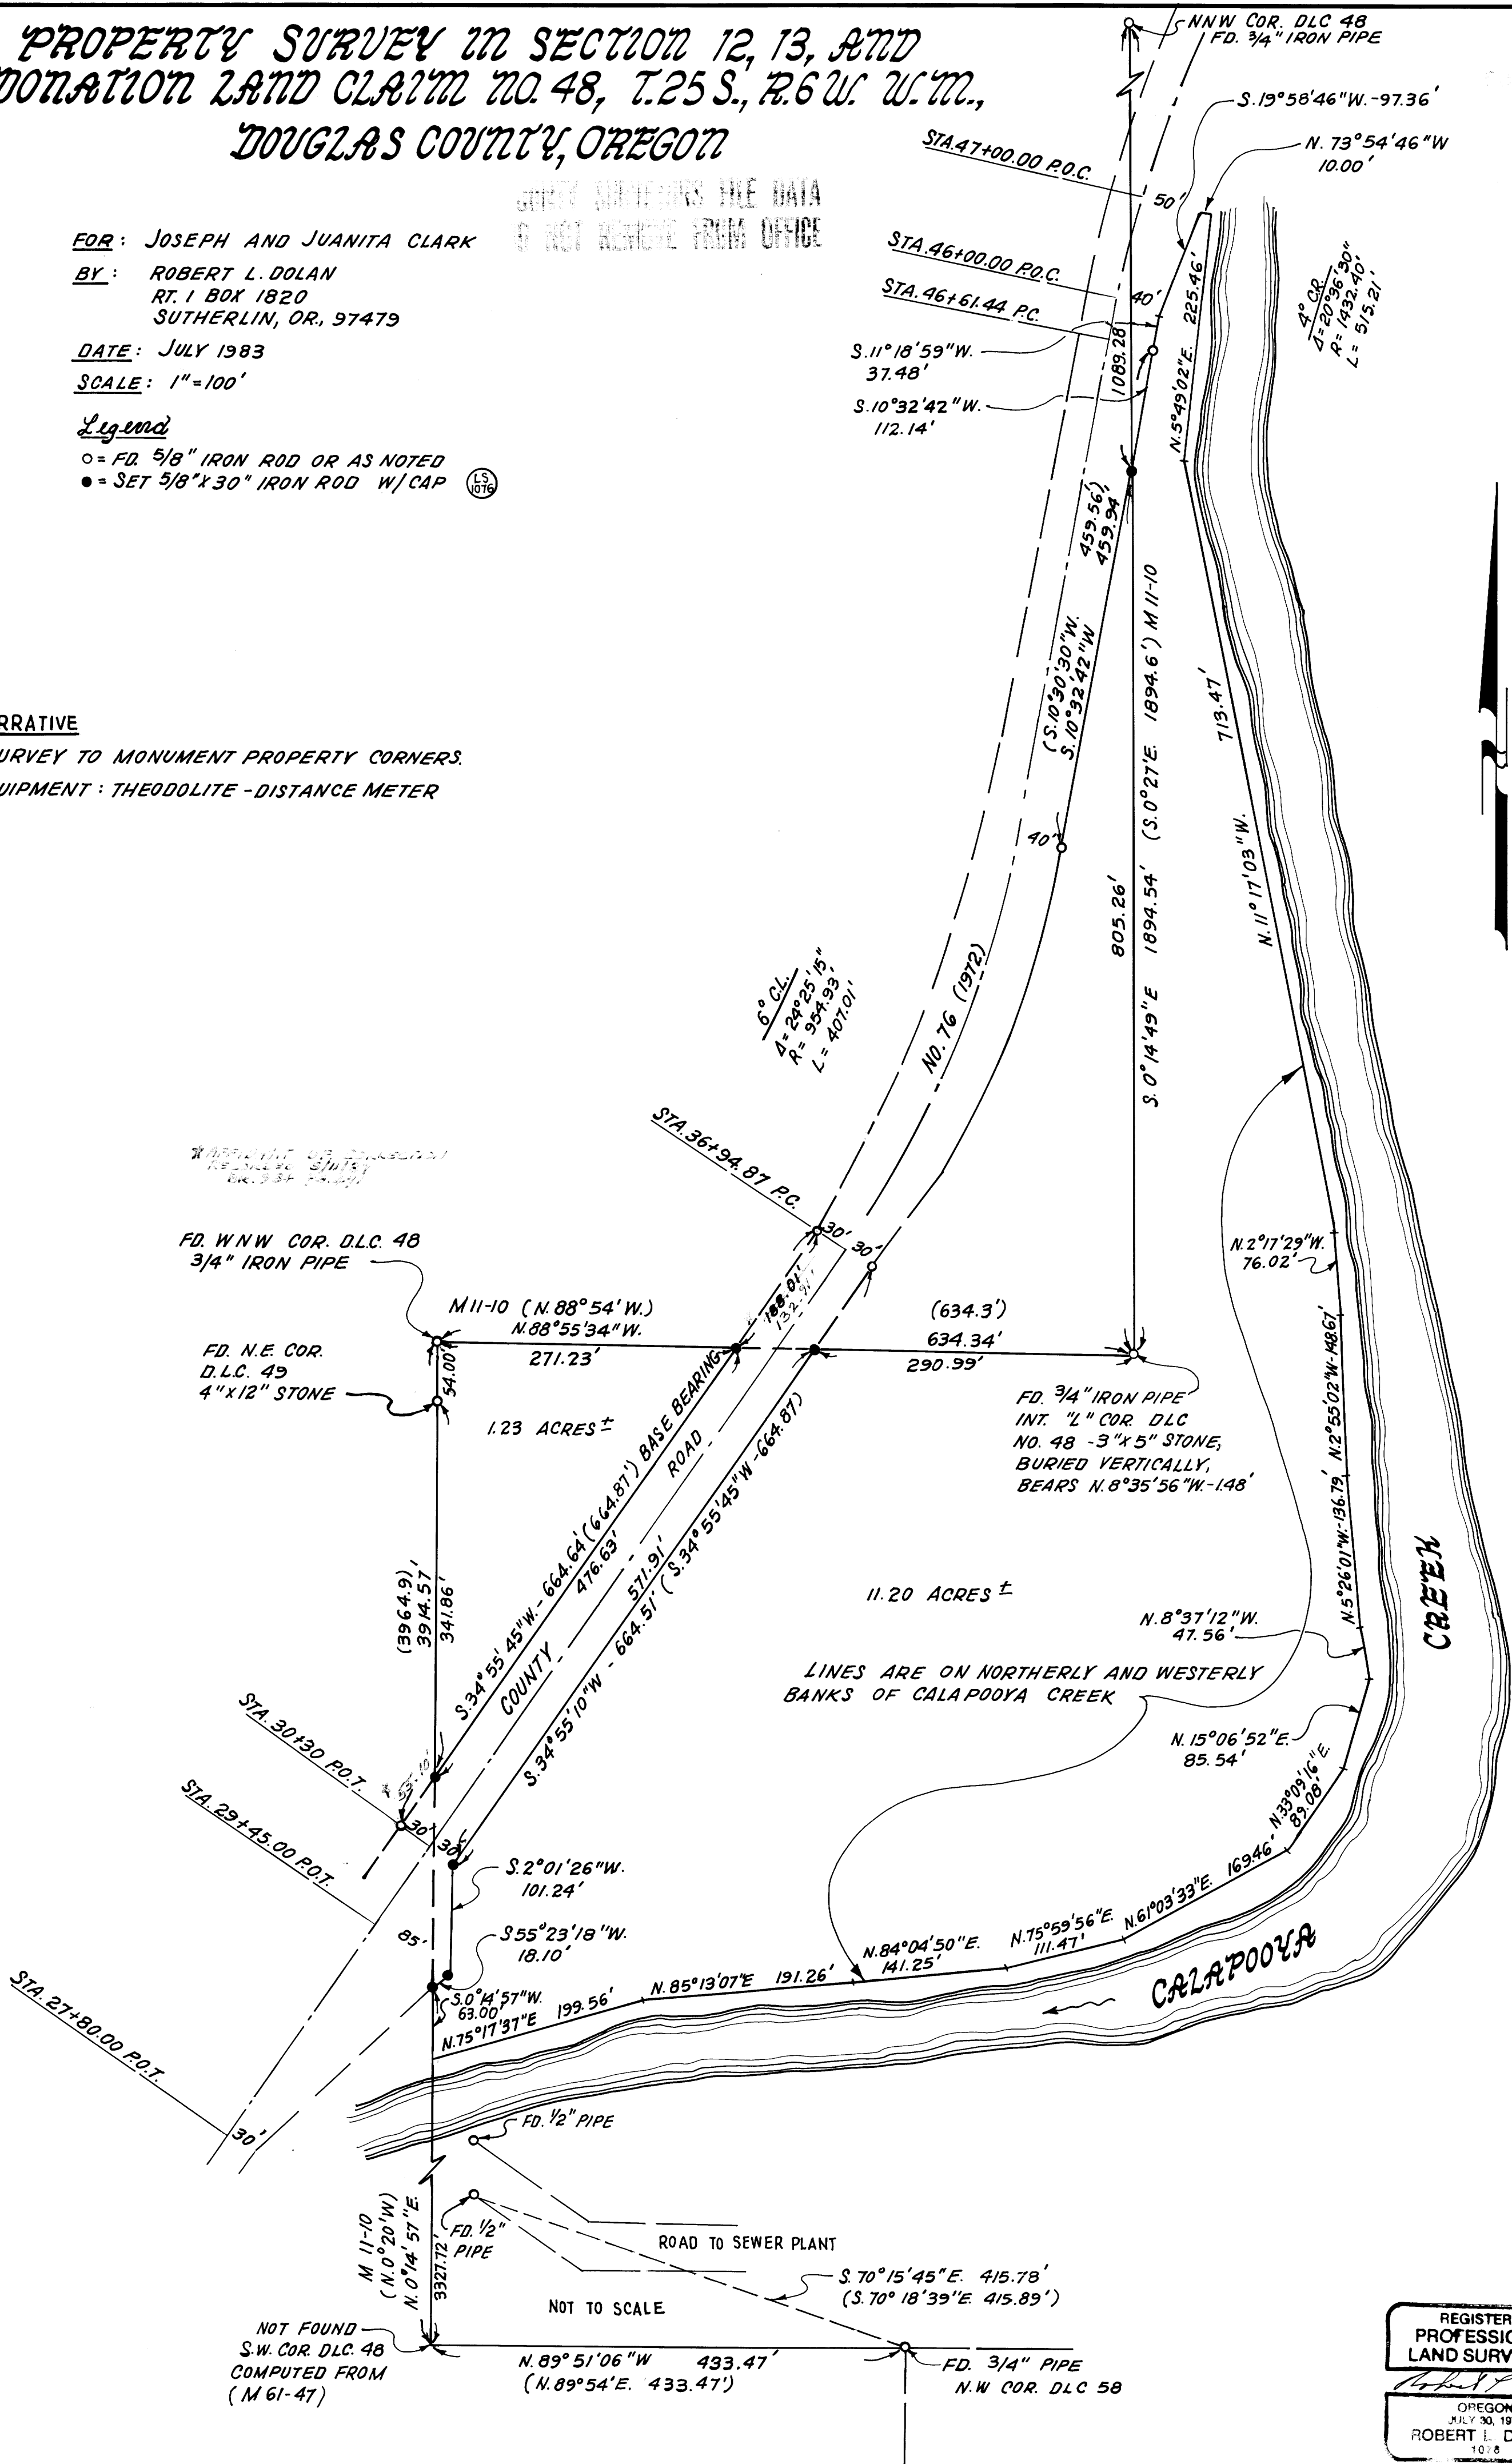 PROPERTY SURVEY IN SECTION 12, 13, AND
DONATION LAND CLAIM NO. 48, T.25 S., R.6 W. W.M.,
DOUGLAS COUNTY, OREGON
FILE DATA
NOT REMOVE FROM OFFICE
FOR: JOSEPH AND JUANITA CLARK
BY: ROBERT L. DOLAN
RT. 1 BOX 1820
SUTHERLIN, OR., 97479
DATE: JULY 1983
SCALE: 1"=100'
Legend
○ = FD. 5/8" IRON ROD OR AS NOTED
● = SET 5/8"X30" IRON ROD W/CAP
LS
1076
RRATIVE
URVEY TO MONUMENT PROPERTY CORNERS.
UIPMENT: THEODOLITE-DISTANCE METER
NNW COR. DLC 48
FD. 3/4" IRON PIPE
S.19°58'46"W.-97.36'
N. 73°54'46"W
10.00'
STA.47+00.00 P.O.C.
50'
STA.46+00.00 P.O.C.
40'
STA.46+61.44 P.C.
S.11°18'59"W.
37.48'
S.10°32'42"W.
112.14'
1089.28
N.5°49'02"E. 225.46'
4° C.R.
Δ=20°36'30"
R=1432.40'
L=515.21'
459.56')
459.94'
(S.10°30'30"W.
S.10°32'42"W
40'
805.26'
S.0°14'49"E 1894.54' (S.0°27'E. 1894.6') M 11-10
713.47'
N.11°17'03"W.
6° C.L.
Δ=24°25'15"
R=954.93'
L=407.01'
NO. 76 (1972)
STA.36+94.87 P.C.
30'
30'
FD. WNW COR. D.L.C. 48
3/4" IRON PIPE
M11-10 (N.88°54'W.)
N.88°55'34"W.
271.23'
188.01'
132.91'
(634.3')
634.34'
290.99'
FD. N.E. COR.
D.L.C. 49
4"X12" STONE
54.00'
1.23 ACRES±
FD. 3/4" IRON PIPE
INT. "L" COR DLC
NO. 48 -3"X5" STONE,
BURIED VERTICALLY,
BEARS N.8°35'56"W.-1.48'
N.2°17'29"W.
76.02'
N.2°55'02"W-148.67'
N.5°26'01"W.-136.79'
S.34°55'45"W.-664.64'(664.87') BASE BEARING
476.63'
COUNTY ROAD
571.91'
S.34°55'10"W - 664.51' (S.34°55'45"W-664.87)
(3964.9)
3914.57'
341.86'
11.20 ACRES±
N.8°37'12"W.
47.56'
LINES ARE ON NORTHERLY AND WESTERLY
BANKS OF CALAPOOYA CREEK
CREEK
N.15°06'52"E.
85.54'
N.33°09'16"E.
89.08'
STA.30+30 P.O.T.
30'
30'
STA.29+45.00 P.O.T.
85'
S.2°01'26"W.
101.24'
S55°23'18"W.
18.10'
S.0°14'57"W.
63.00'
N.75°17'37"E 199.56'
N.85°13'07"E 191.26'
N.84°04'50"E.
141.25'
N.75°59'56"E.
111.47'
N.61°03'33"E. 169.46'
CALAPOOYA
STA.27+80.00 P.O.T.
30'
FD. 1/2" PIPE
FD. 1/2"
PIPE
M 11-10
(N.0°20'W)
N.0°14'57"E.
3327.72'
ROAD TO SEWER PLANT
S.70°15'45"E. 415.78'
(S.70°18'39"E. 415.89')
NOT TO SCALE
NOT FOUND
S.W. COR. DLC. 48
COMPUTED FROM
(M 61-47)
N.89°51'06"W 433.47'
(N.89°54'E. 433.47')
FD. 3/4" PIPE
N.W COR. DLC 58
REGISTER
PROFESSIO
LAND SURV
OREGON
JULY 30, 19
ROBERT L. D